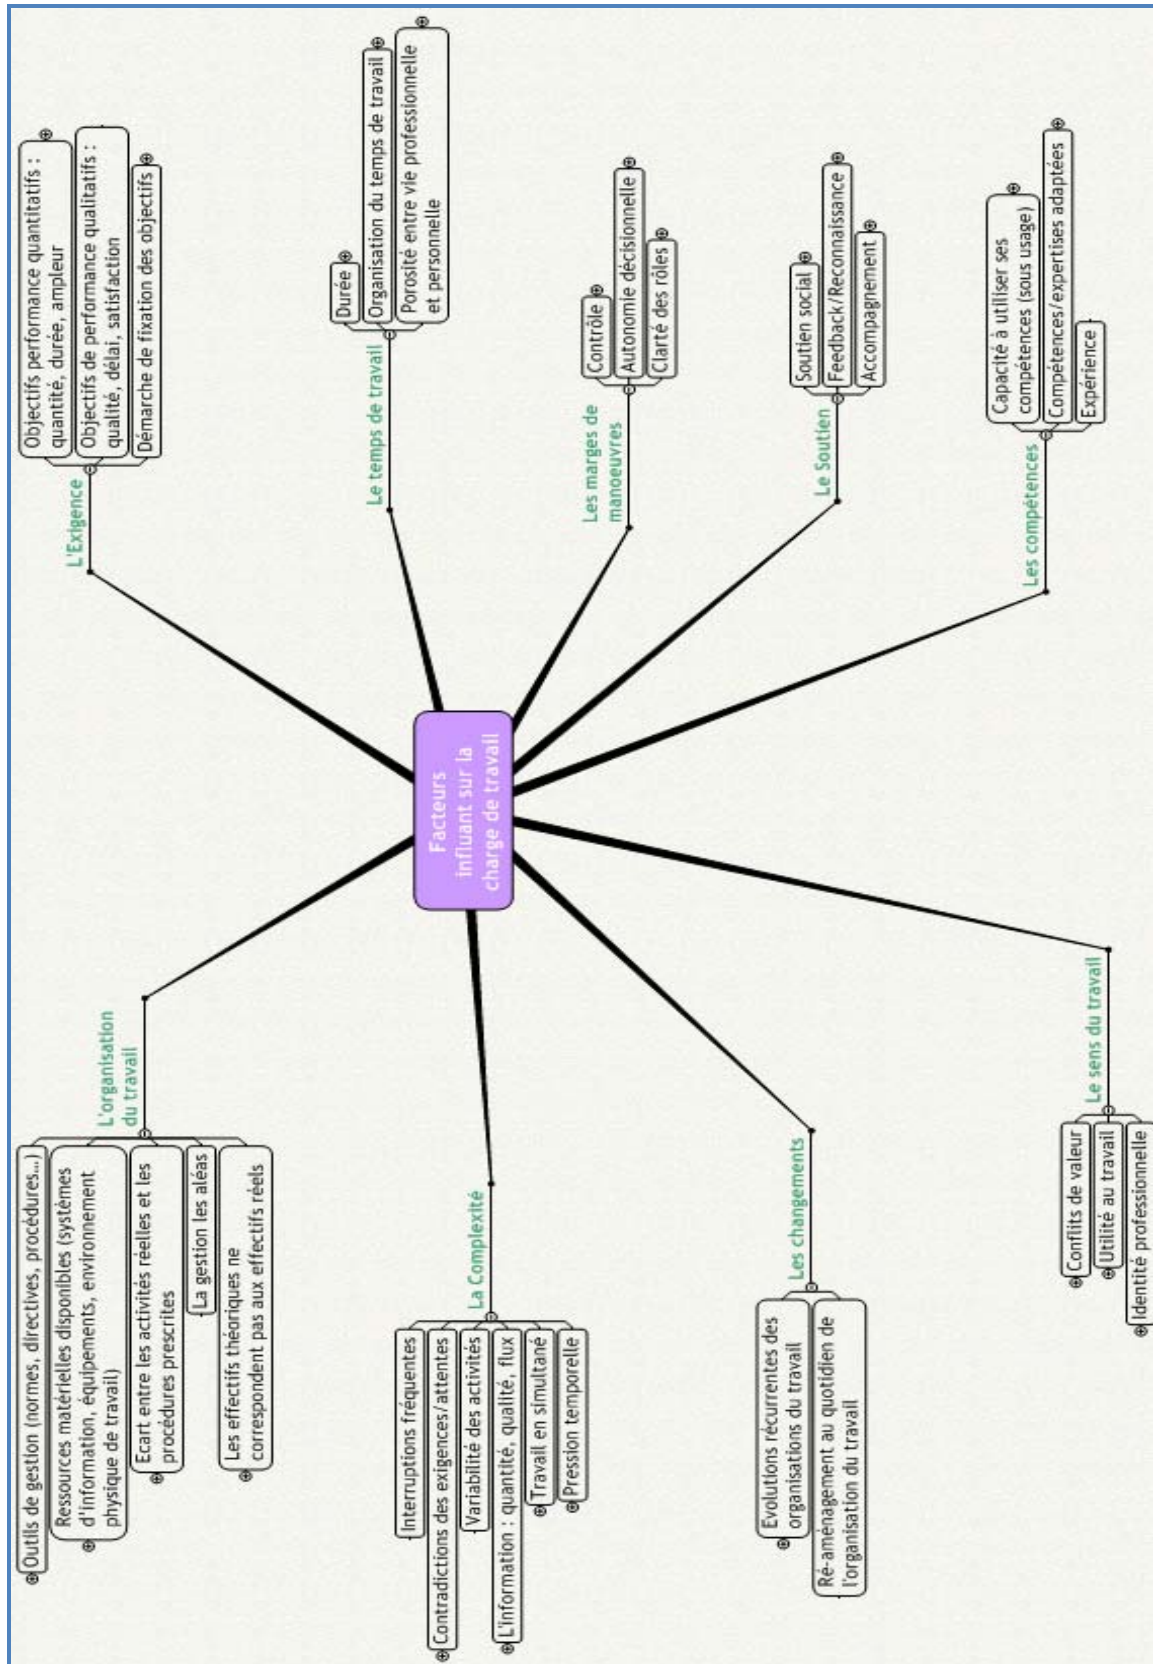 Facteurs
influant sur la
charge de travail
L'Exigence
Objectifs performance quantitatifs :
quantité, durée, ampleur
Objectifs de performance qualitatifs :
qualité, délai, satisfaction
Démarche de fixation des objectifs
Le temps de travail
Durée
Organisation du temps de travail
Porosité entre vie professionnelle
et personnelle
Les marges de
manoeuvres
Contrôle
Autonomie décisionnelle
Clarté des rôles
Le Soutien
Soutien social
Feedback/Reconnaissance
Accompagnement
Les compétences
Capacité à utiliser ses
compétences (sous usage)
Compétences/expertises adaptées
Expérience
L'organisation
du travail
Outils de gestion (normes, directives, procédures...)
Ressources matérielles disponibles (systèmes
d'information, équipements, environnement
physique de travail)
Ecart entre les activités réelles et les
procédures prescrites
La gestion les aléas
Les effectifs théoriques ne
correspondent pas aux effectifs réels
La Complexité
Interruptions fréquentes
Contradictions des exigences/attentes
Variabilité des activités
L'information : quantité, qualité, flux
Travail en simultané
Pression temporelle
Les changements
Evolutions récurrentes des
organisations du travail
Ré-aménagement au quotidien de
l'organisation du travail
Le sens du travail
Conflits de valeur
Utilité au travail
Identité professionnelle